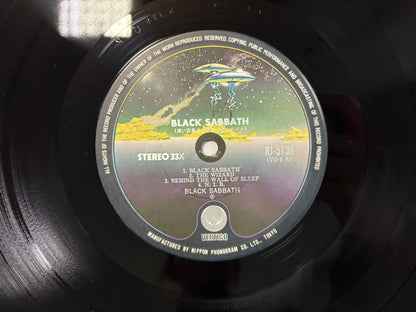 ALL RIGHTS OF THE RECORD PRODUCER AND OF THE OWNER OF THE WORK REPRODUCED RESERVED. COPYING, PUBLIC PERFORMANCE AND BROADCASTING OF THIS RECORD PROHIBITED
BLACK SABBATH
STEREO 33⅓
RJ-5136
(VO-6 A)
1. BLACK SABBATH
2. THE WIZARD
3. BEHIND THE WALL OF SLEEP
4. N. I. B.
BLACK SABBATH
Ⓟ
VERTIGO
MANUFACTURED BY NIPPON PHONOGRAM CO., LTD., TOKYO